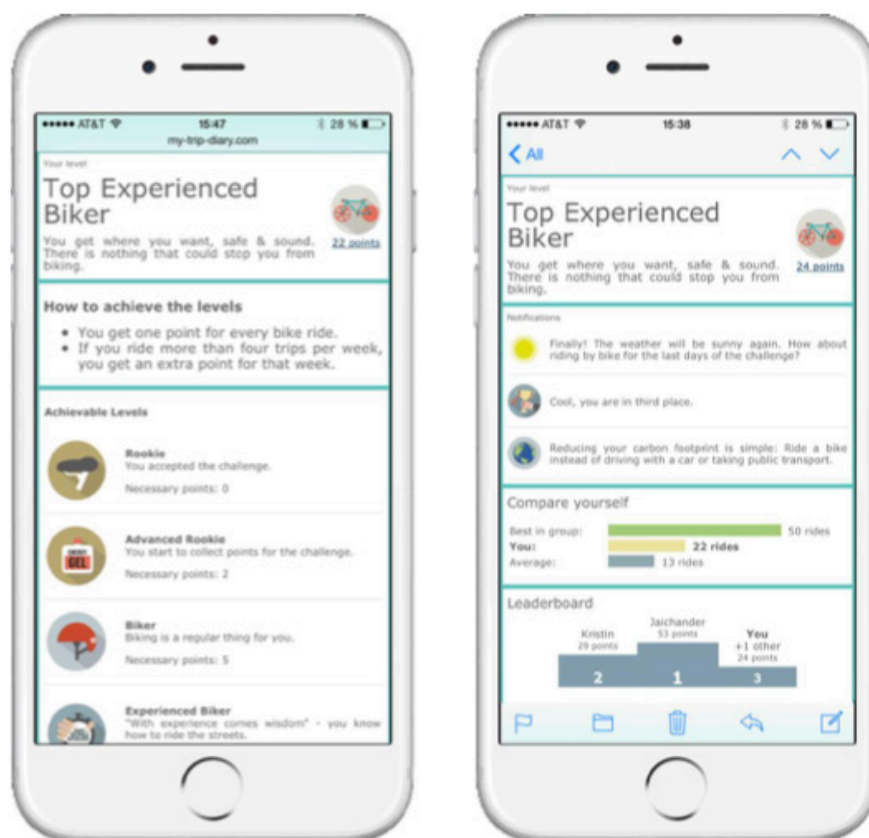 AT&T 15:47 28 %
my-trip-diary.com
Your level
Top Experienced
Biker
22 points
You get where you want, safe & sound.
There is nothing that could stop you from
biking.
How to achieve the levels
• You get one point for every bike ride.
• If you ride more than four trips per week,
you get an extra point for that week.
Achievable Levels
Rookie
You accepted the challenge.
Necessary points: 0
ENERGY
GEL
Advanced Rookie
You start to collect points for the challenge.
Necessary points: 2
Biker
Biking is a regular thing for you.
Necessary points: 5
Experienced Biker
"With experience comes wisdom" - you know
how to ride the streets.
AT&T 15:38 28 %
All
Your level
Top Experienced
Biker
24 points
You get where you want, safe & sound.
There is nothing that could stop you from
biking.
Notifications
Finally! The weather will be sunny again. How about
riding by bike for the last days of the challenge?
Cool, you are in third place.
Reducing your carbon footprint is simple: Ride a bike
instead of driving with a car or taking public transport.
Compare yourself
Best in group: 50 rides
You: 22 rides
Average: 13 rides
Leaderboard
Jaichander
53 points
Kristin
29 points
You
+1 other
24 points
2 1 3